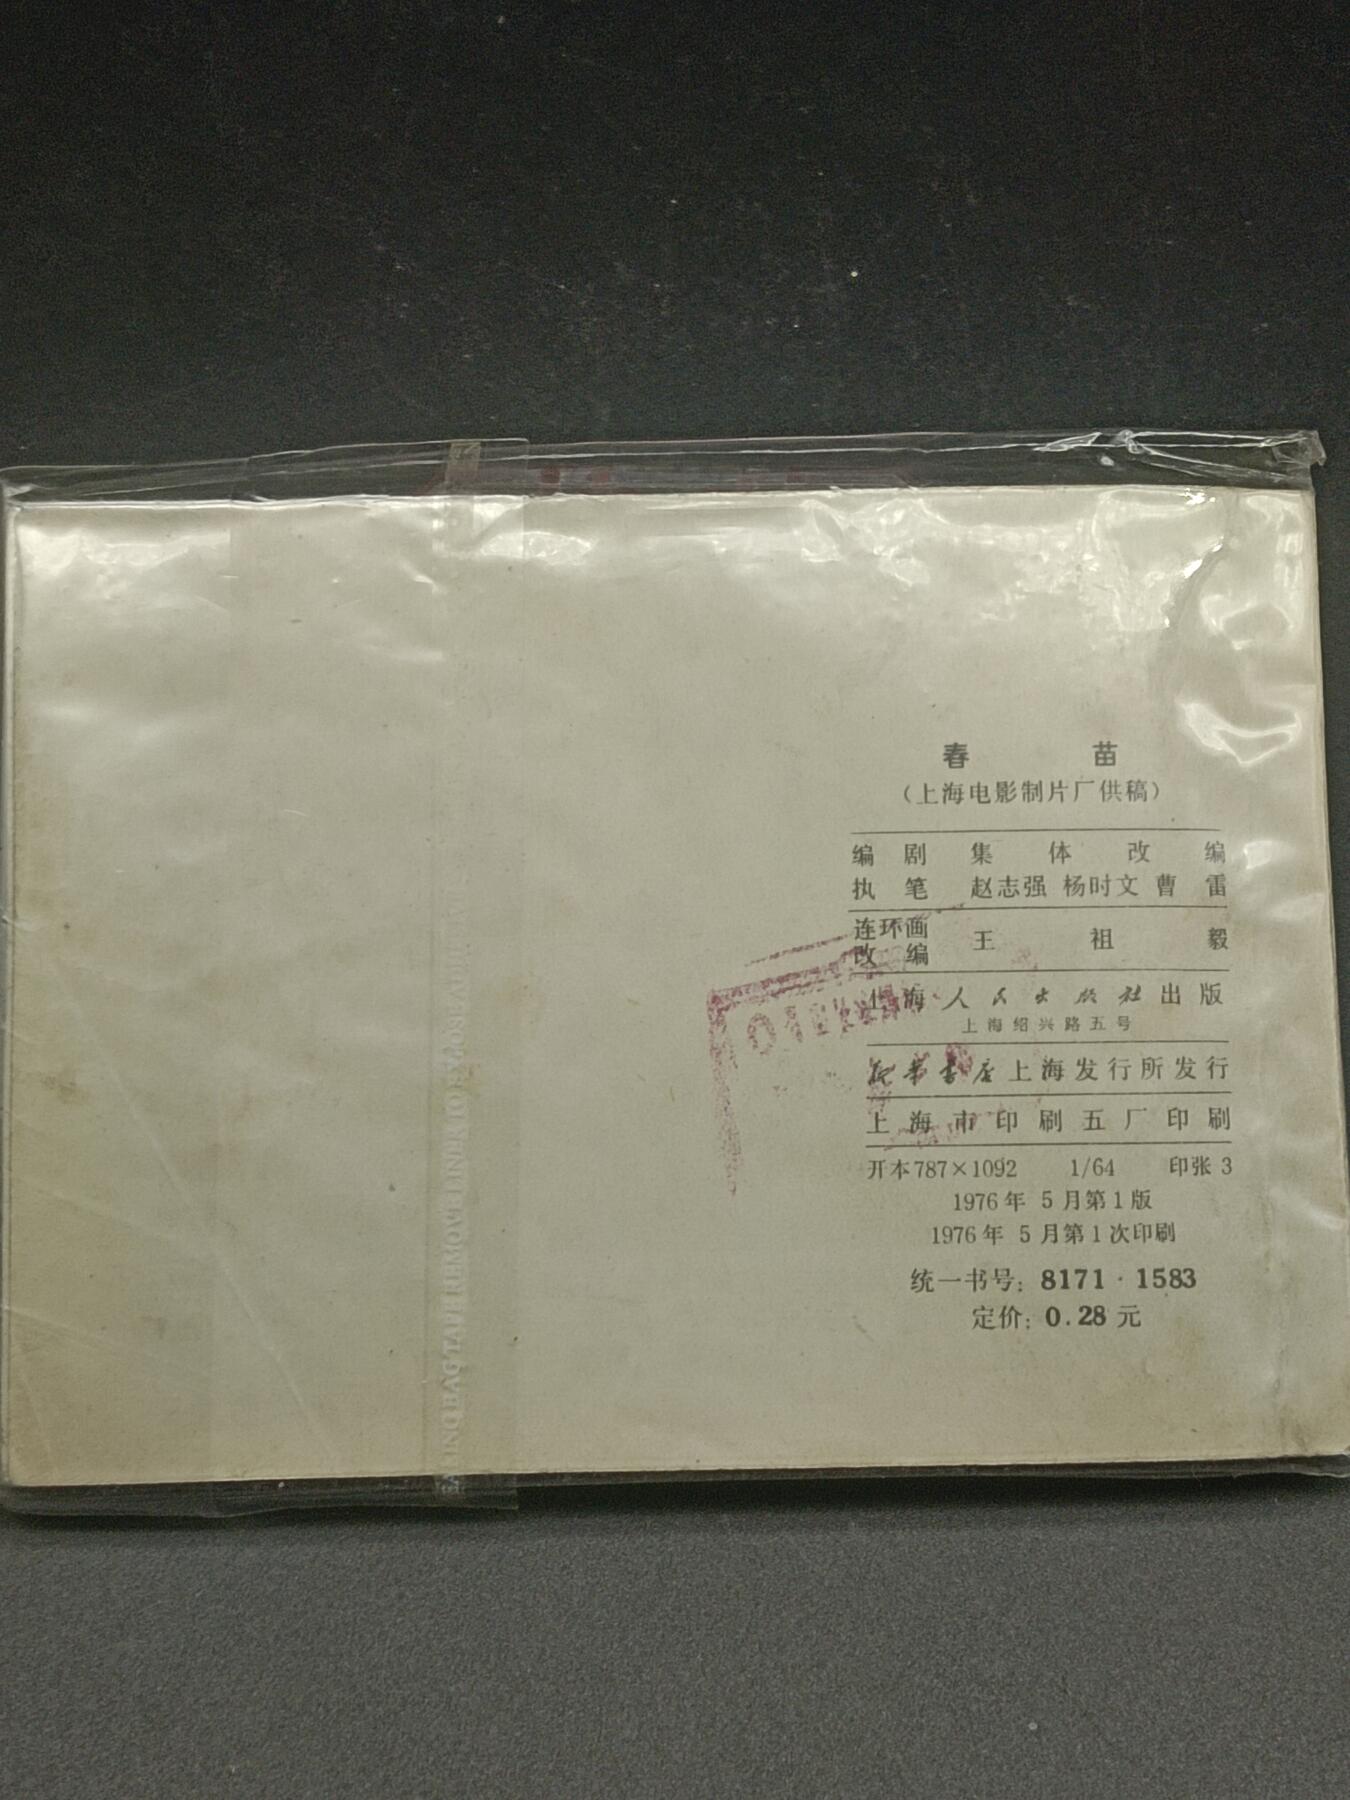 春苗
（上海电影制片厂供稿）
编剧 集体改编
执笔 赵志强 杨时文 曹雷
连环画
改编 王祖毅
上海人民出版社出版
上海绍兴路五号
新华书店上海发行所发行
上海市印刷五厂印刷
开本787×1092 1/64 印张3
1976年5月第1版
1976年5月第1次印刷
统一书号：8171·1583
定价：0.28元